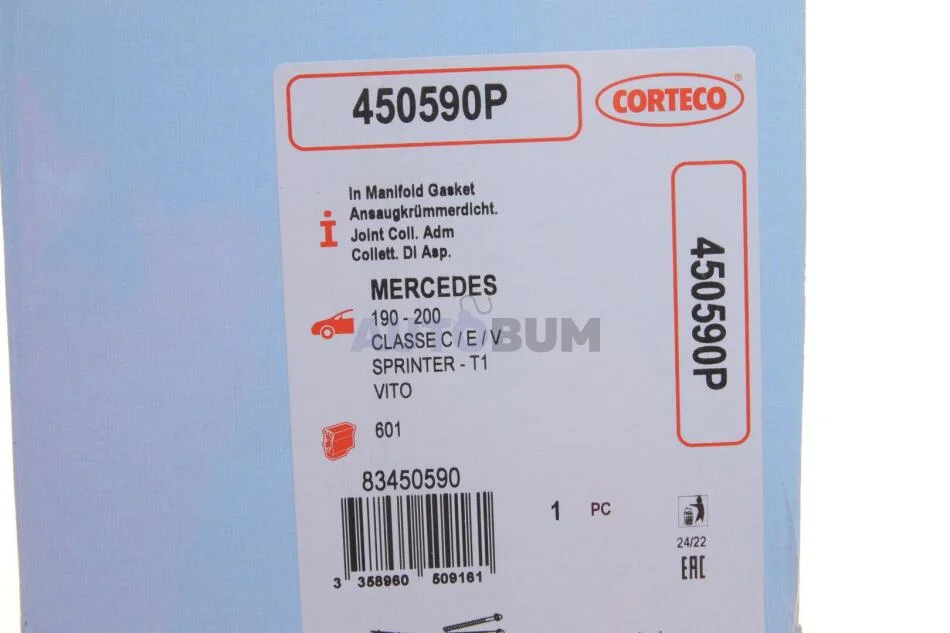 450590P
CORTECO®
In Manifold Gasket
Ansaugkrümmerdicht.
Joint Coll. Adm
Collett. Di Asp.
MERCEDES
190 - 200
CLASSE C / E / V
SPRINTER - T1
VITO
AUTOBUM
601
83450590
3 358960 509161
1 PC
24/22
EAC
450590P